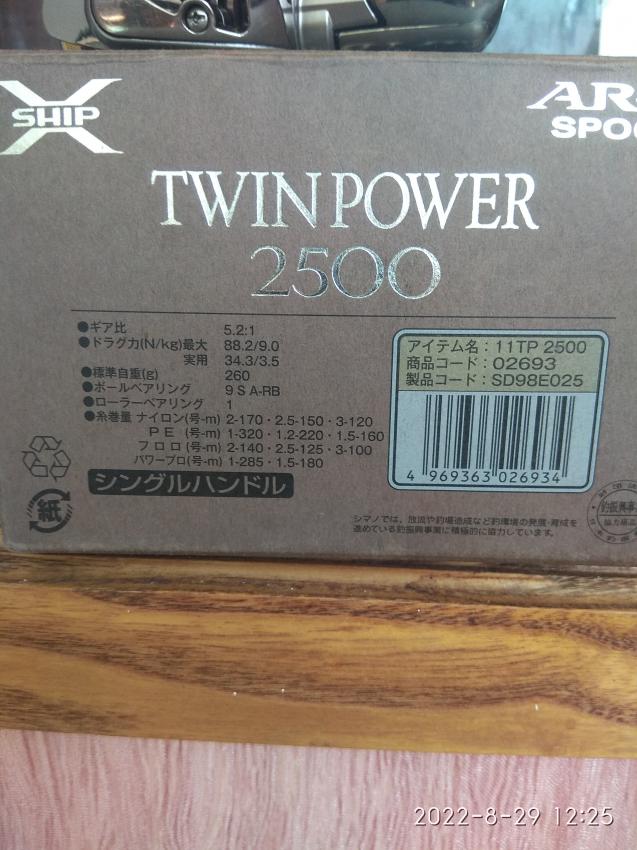 X
SHIP
AR
SPOO
TWINPOWER
2500
●ギア比 5.2:1
●ドラグ力(N/kg)最大 88.2/9.0
実用 34.3/3.5
●標準自重(g) 260
●ボールベアリング 9 S A-RB
●ローラーベアリング 1
●糸巻量 ナイロン(号-m) 2-170・2.5-150・3-120
P E (号-m) 1-320・1.2-220・1.5-160
フロロ(号-m) 2-140・2.5-125・3-100
パワープロ(号-m) 1-285・1.5-180
シングルハンドル
紙
アイテム名：11TP 2500
商品コード：02693
製品コード：SD98E025
4 969363 026934
シマノでは、放流や釣場造成など釣環境の発展・育成を
進めている釣振興事業に積極的に協力しています。
釣振興事
2022-8-29 12:25